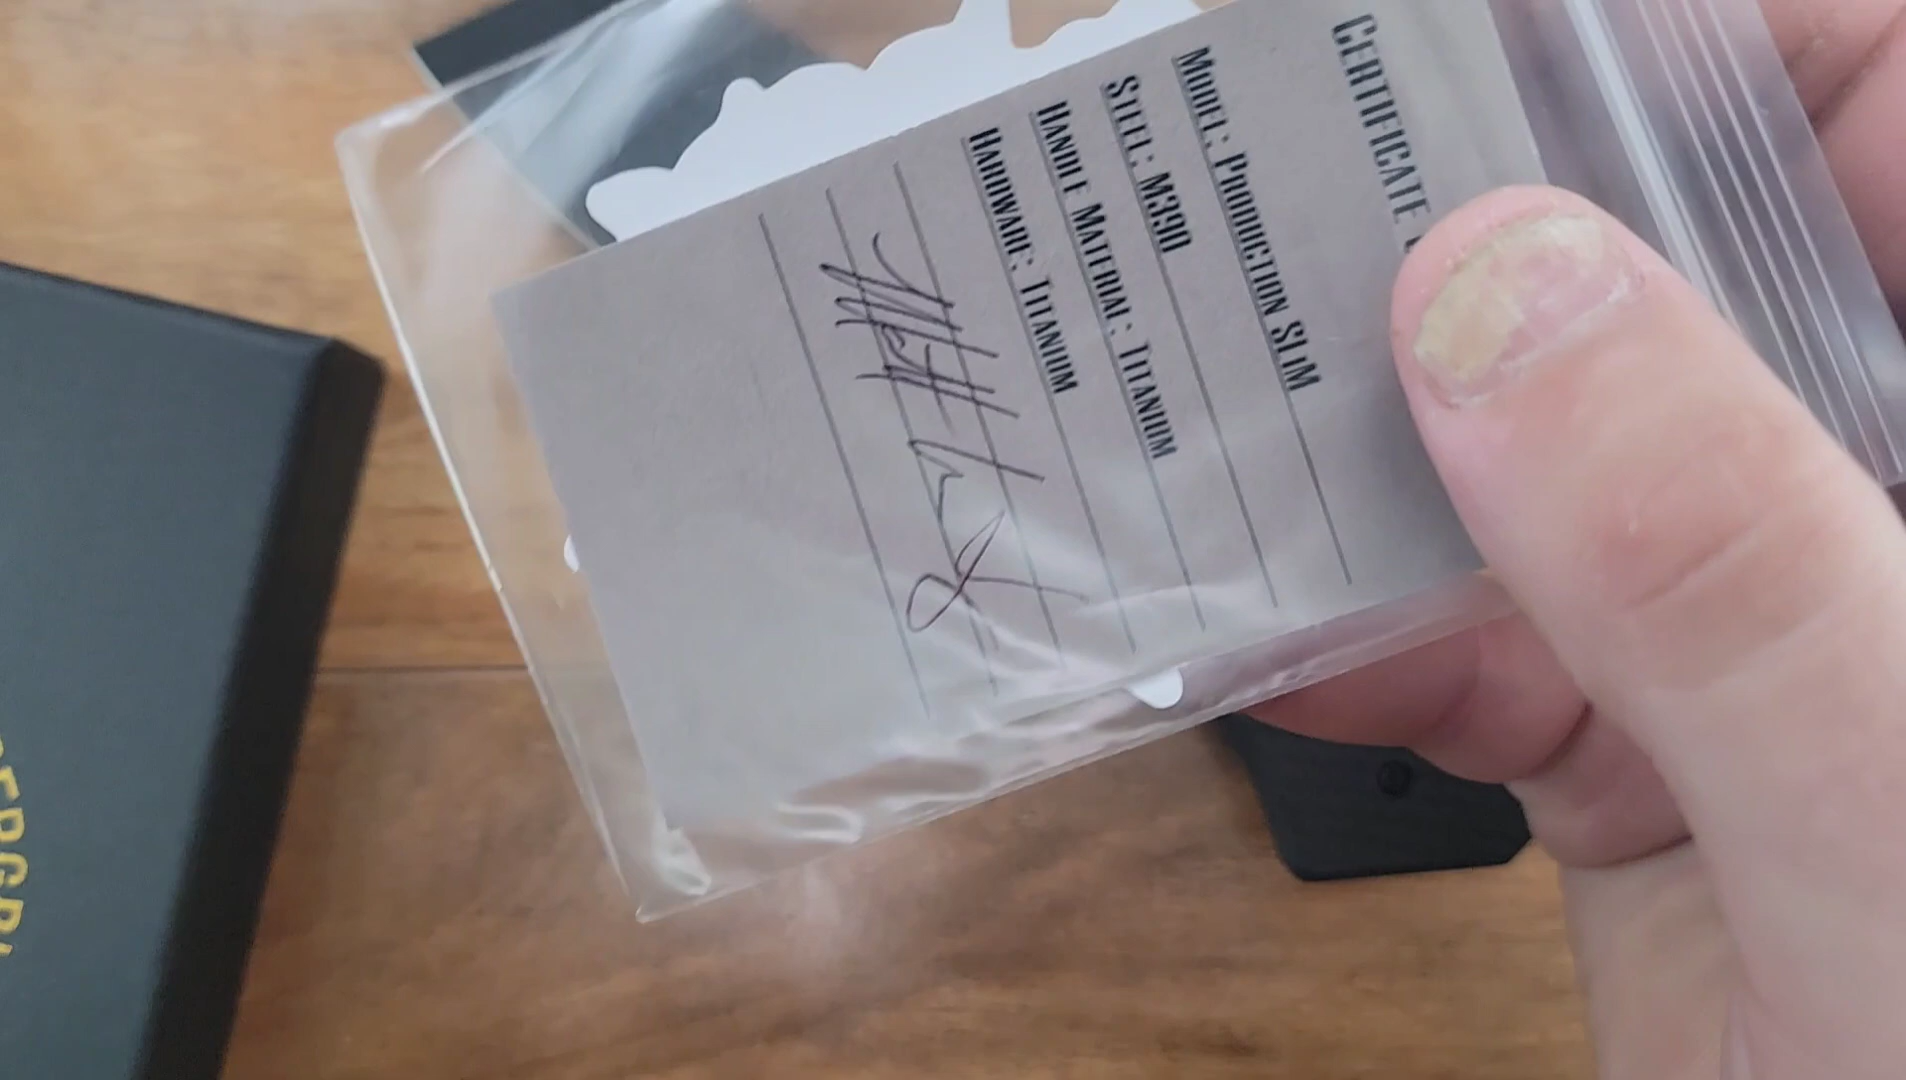 CERTIFICATE
MODEL: PRODUCTION SLiM
STEEL: M390
HANDLE MATERIAL: TITANIUM
HARDWARE: TITANIUM